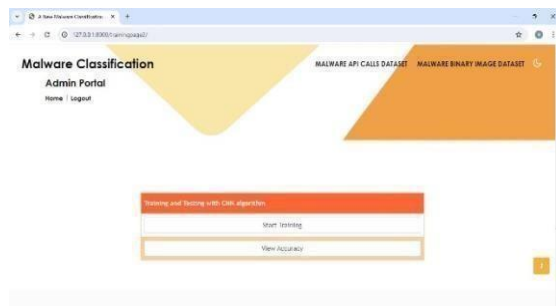 A New Malware Classification
127.0.0.1:8000/trainingpage2/
Malware Classification
MALWARE API CALLS DATASET MALWARE BINARY IMAGE DATASET
Admin Portal
Home | Logout
Training and Testing with CNN algorithm
Start Training
View Accuracy